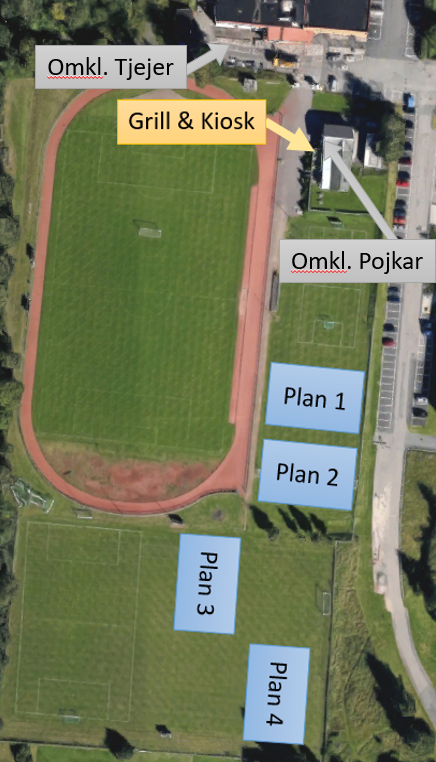 Omkl. Tjejer
Grill & Kiosk
Omkl. Pojkar
Plan 1
Plan 2
Plan 3
Plan 4